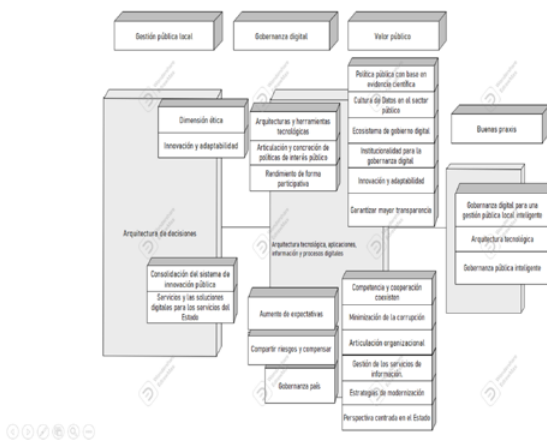 Gestión pública local
Gobernanza digital
Valor público
Dimensión ética
Innovación y adaptabilidad
Arquitectura de decisiones
Consolidación del sistema de
innovación pública
Servicios y las soluciones
digitales para los servicios del
Estado
Arquitecturas y herramientas
tecnológicas
Articulación y concreción de
políticas de interés público
Rendimiento de forma
participativa
Arquitectura tecnológica, aplicaciones,
información y procesos digitales
Aumento de expectativas
Compartir riesgos y compensar
Gobernanza país
Política pública con base en
evidencia científica
Cultura de Datos en el sector
público
Ecosistema de gobierno digital
Institucionalidad para la
gobernanza digital
Innovación y adaptabilidad
Garantizar mayor transparencia
Competencia y cooperación
coexisten
Minimización de la corrupción
Articulación organizacional
Gestión de los servicios de
información.
Estrategias de modernización
Perspectiva centrada en el Estado
Buenas praxis
Gobernanza digital para una
gestión pública local inteligente
Arquitectura tecnológica
Gobernanza pública inteligente